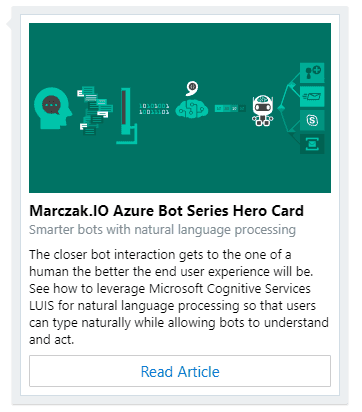 10101001
10011101
Marczak.IO Azure Bot Series Hero Card
Smarter bots with natural language processing
The closer bot interaction gets to the one of a
human the better the end user experience will be.
See how to leverage Microsoft Cognitive Services
LUIS for natural language processing so that users
can type naturally while allowing bots to understand
and act.
Read Article